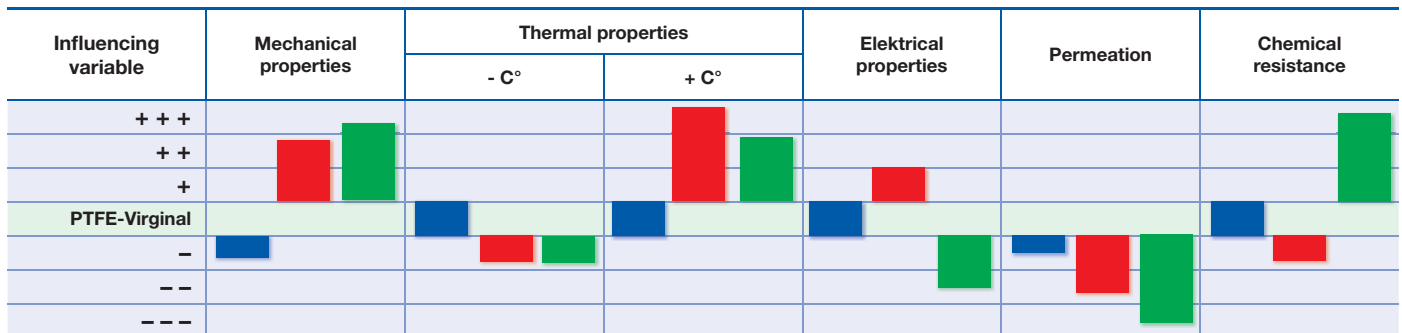 Influencing
variable
Mechanical
properties
Thermal properties
- C°
+ C°
Elektrical
properties
Permeation
Chemical
resistance
+ + +
+ +
+
PTFE-Virginal
–
– –
– – –